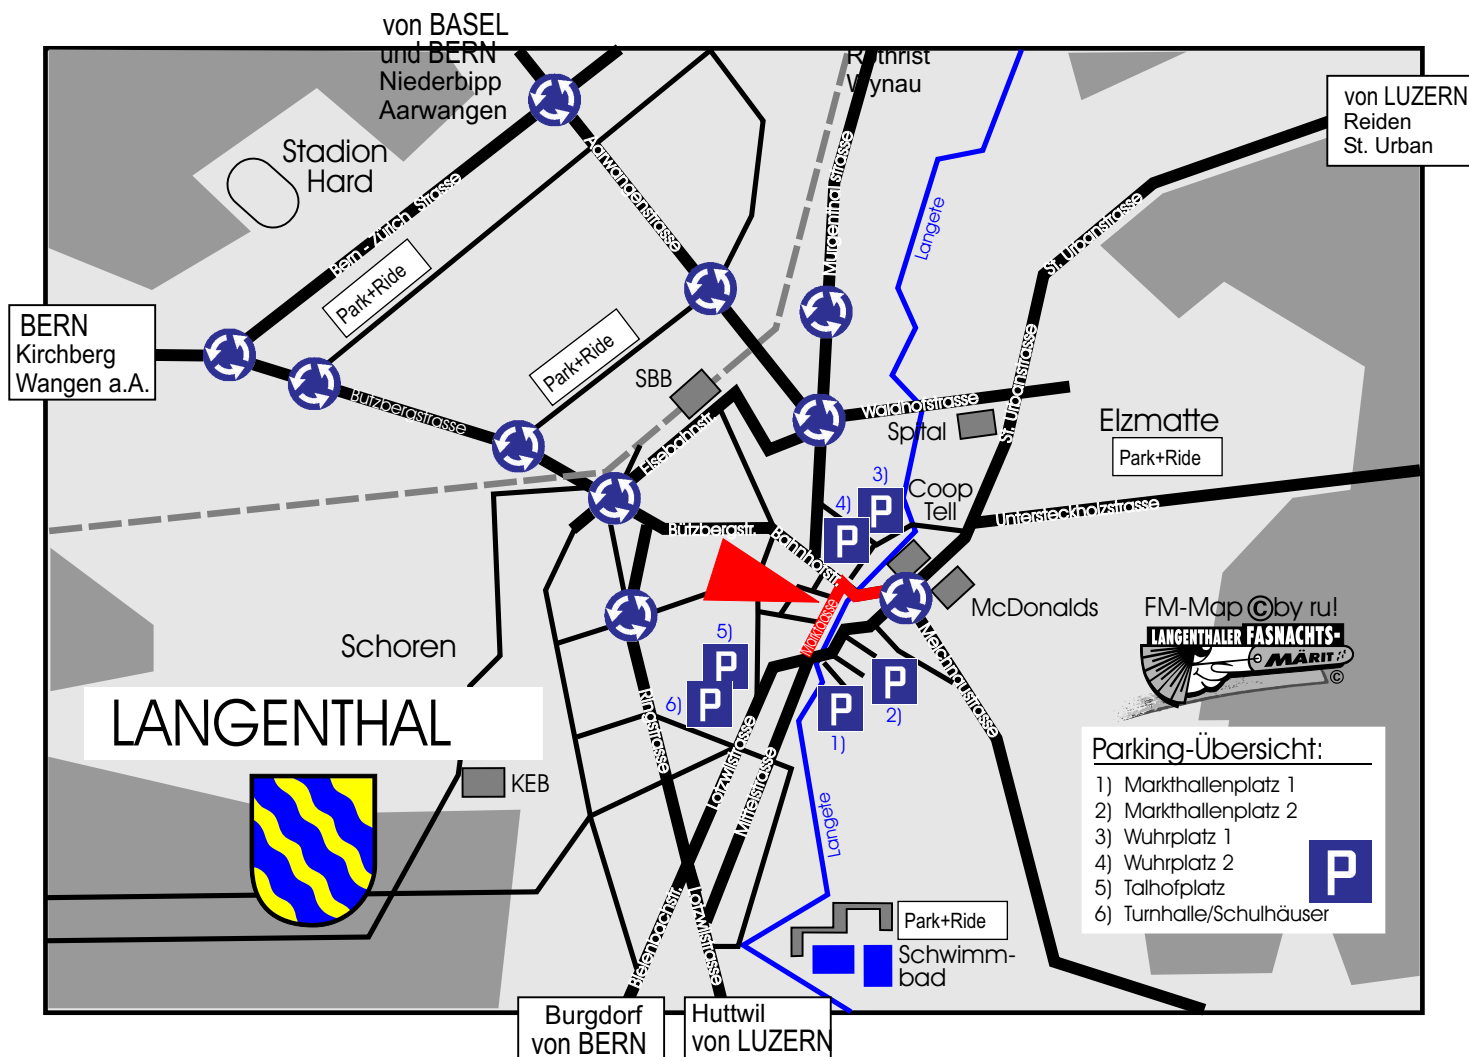 von BASEL
und BERN
Niederbipp
Aarwangen
Rothrist
Wynau
von LUZERN
Reiden
St. Urban
Stadion
Hard
Bern - Zürich Strasse
Aarwangenstrasse
Murgenthal strasse
Langete
St. Urbanstrasse
Park+Ride
BERN
Kirchberg
Wangen a.A.
Park+Ride
SBB
Bützbergstrasse
Eisebahnstr.
Waldhofstrasse
Spital
St. Urbanstrasse
Elzmatte
Park+Ride
3)
P
4)
P
Coop
Tell
Untersteckholzstrasse
Bützbergstr.
Bahnhofstr.
Marktgasse
McDonalds
Melchnaustrasse
FM-Map ©by ru!
LANGENTHALER FASNACHTS-
MÄRIT
©
Schoren
5)
P
6)
P
P
1)
P
2)
Ringstrasse
Lotzwilstrasse
Mittelstrasse
LANGENTHAL
KEB
Langete
Parking-Übersicht:
1) Markthallenplatz 1
2) Markthallenplatz 2
3) Wuhrplatz 1
4) Wuhrplatz 2
5) Talhofplatz
6) Turnhalle/Schulhäuser
P
Bleienbachstr.
Lotzwilstrasse
Park+Ride
Schwimm-
bad
Burgdorf
von BERN
Huttwil
von LUZERN